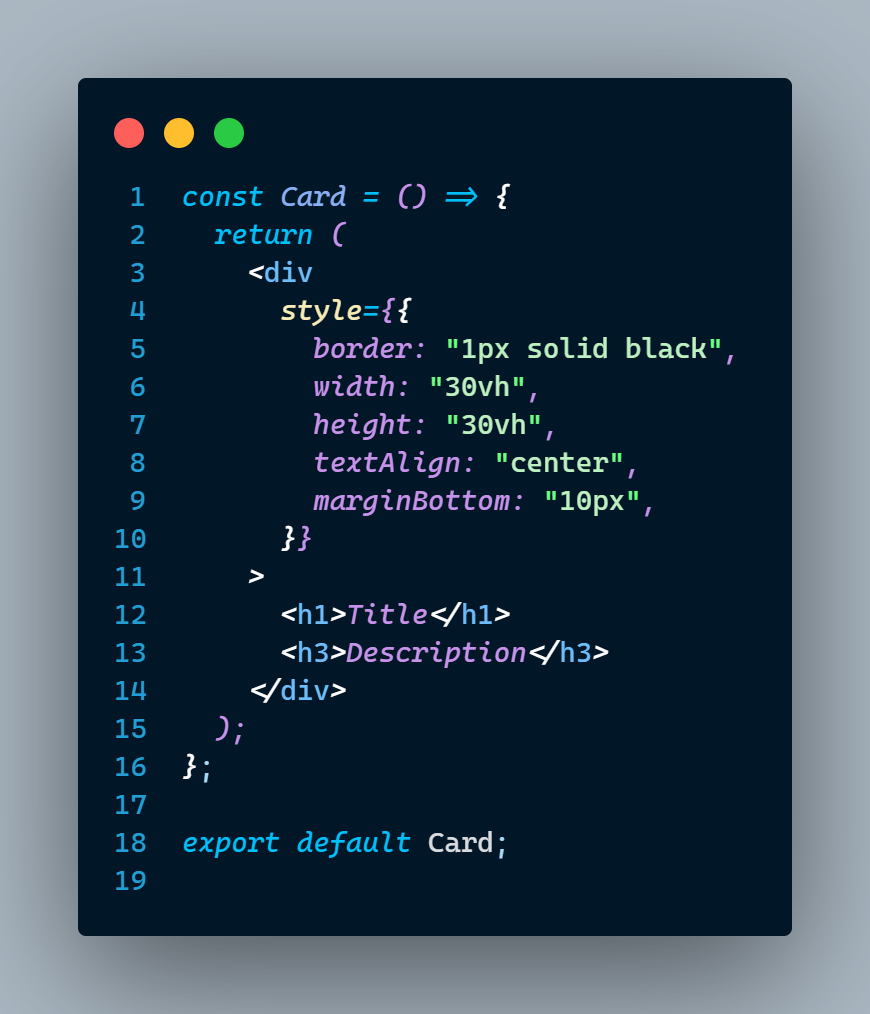 1 const Card = () => {
2   return (
3     <div
4       style={{
5         border: "1px solid black",
6         width: "30vh",
7         height: "30vh",
8         textAlign: "center",
9         marginBottom: "10px",
10       }}
11     >
12       <h1>Title</h1>
13       <h3>Description</h3>
14     </div>
15   );
16 };
17
18 export default Card;
19